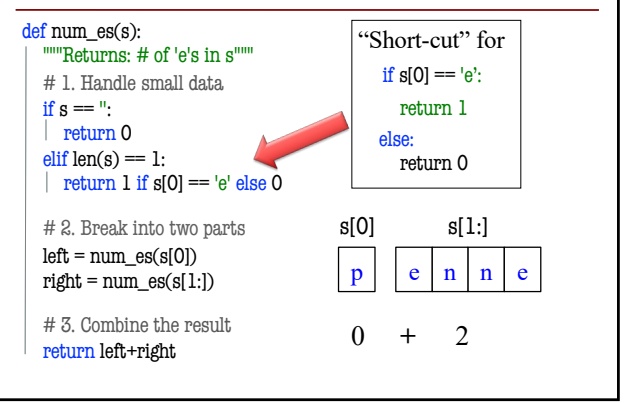 def num_es(s):
"""Returns: # of 'e's in s"""
# 1. Handle small data
if s == '':
return 0
elif len(s) == 1:
return 1 if s[0] == 'e' else 0
# 2. Break into two parts
left = num_es(s[0])
right = num_es(s[1:])
# 3. Combine the result
return left+right
“Short-cut” for
if s[0] == 'e’:
return 1
else:
return 0
s[0] s[1:]
p e n n e
0 + 2